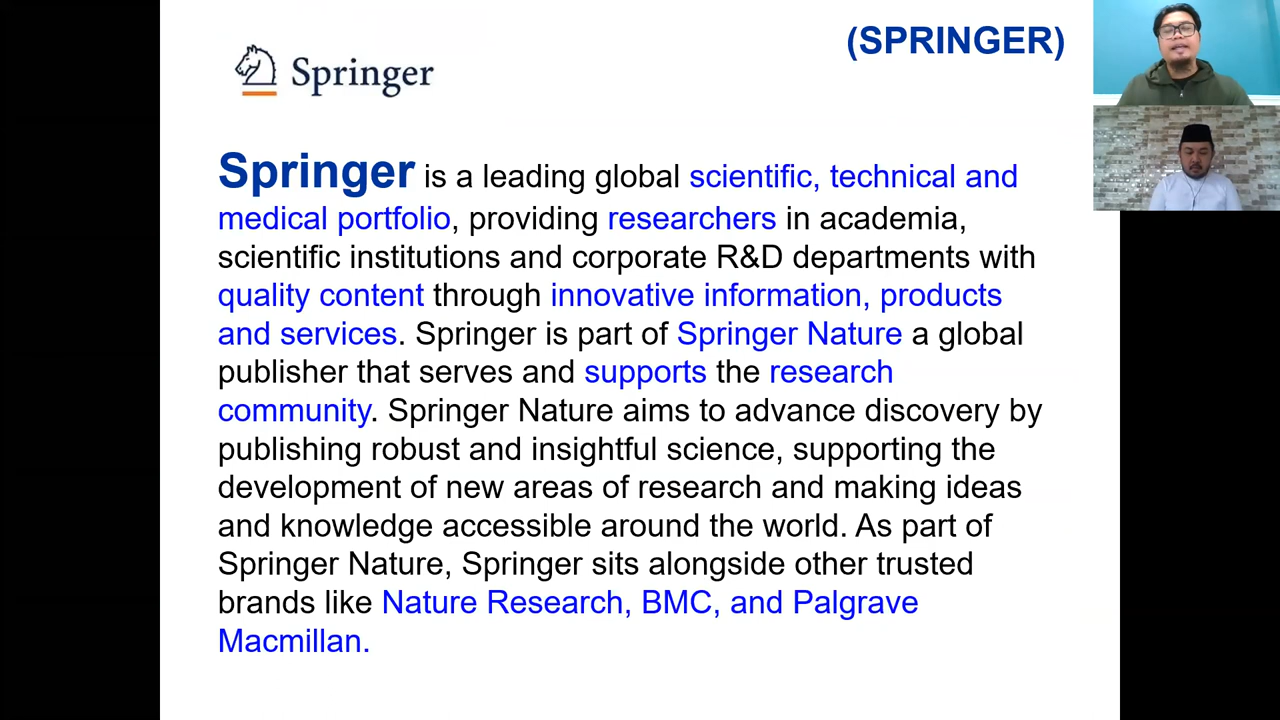 Springer
(SPRINGER)
Springer is a leading global scientific, technical and
medical portfolio, providing researchers in academia,
scientific institutions and corporate R&D departments with
quality content through innovative information, products
and services. Springer is part of Springer Nature a global
publisher that serves and supports the research
community. Springer Nature aims to advance discovery by
publishing robust and insightful science, supporting the
development of new areas of research and making ideas
and knowledge accessible around the world. As part of
Springer Nature, Springer sits alongside other trusted
brands like Nature Research, BMC, and Palgrave
Macmillan.